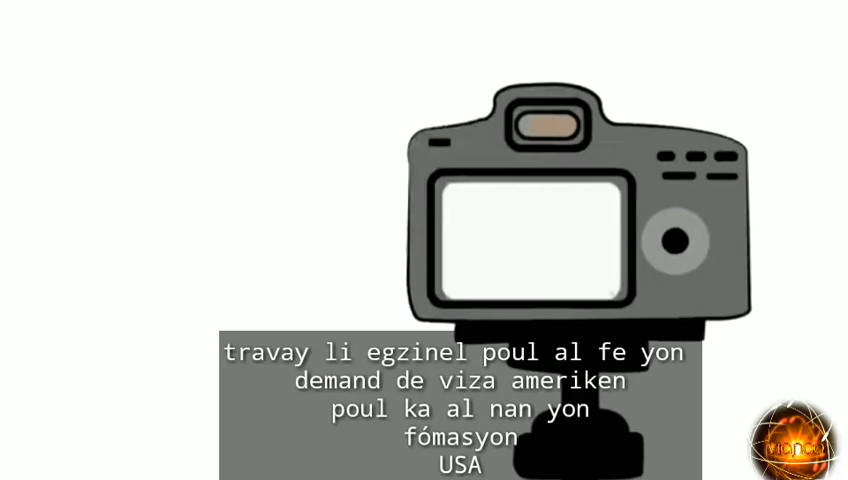 travay li egzinel poul al fe yon
demand de viza ameriken
poul ka al nan yon
fómasyon
USA